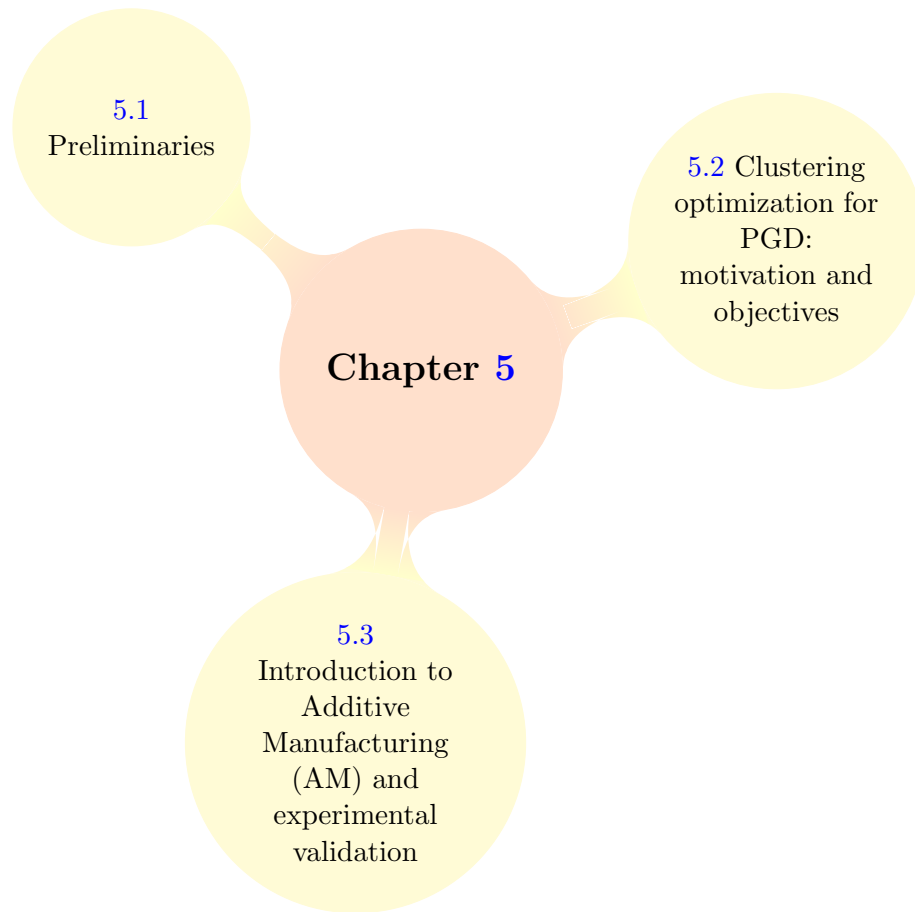 5.1
Preliminaries
5.2 Clustering
optimization for
PGD:
motivation and
objectives
Chapter 5
5.3
Introduction to
Additive
Manufacturing
(AM) and
experimental
validation